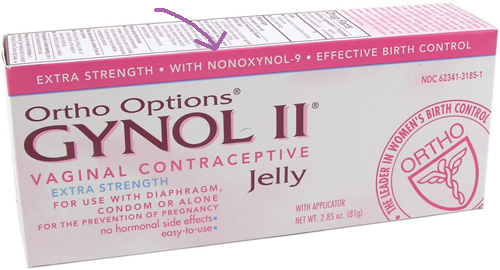 EXTRA STRENGTH • WITH NONOXYNOL-9 • EFFECTIVE BIRTH CONTROL
NDC 62341-3185-1
Ortho Options®
GYNOL II®
VAGINAL CONTRACEPTIVE
EXTRA STRENGTH
Jelly
FOR USE WITH DIAPHRAGM,
CONDOM OR ALONE
FOR THE PREVENTION OF PREGNANCY
no hormonal side effects•
easy-to-use•
WITH APPLICATOR
NET WT. 2.85 oz. (81g)
• THE LEADER IN WOMEN'S BIRTH CONTROL •
ORTHO